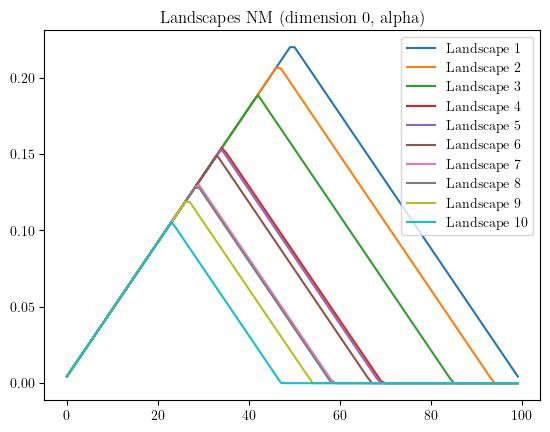 Landscapes NM (dimension 0, alpha)
Landscape 1
Landscape 2
Landscape 3
Landscape 4
Landscape 5
Landscape 6
Landscape 7
Landscape 8
Landscape 9
Landscape 10
0.20
0.15
0.10
0.05
0.00
0 20 40 60 80 100